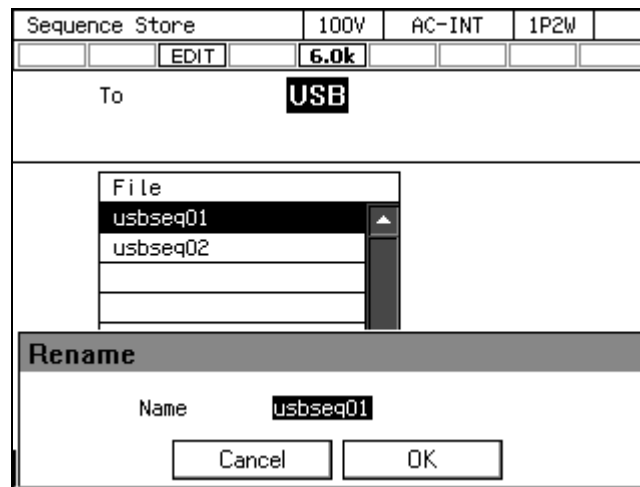 Sequence Store 100V AC-INT 1P2W
EDIT 6.0k
To USB
File
usbseq01
usbseq02
Rename
Name usbseq01
Cancel OK